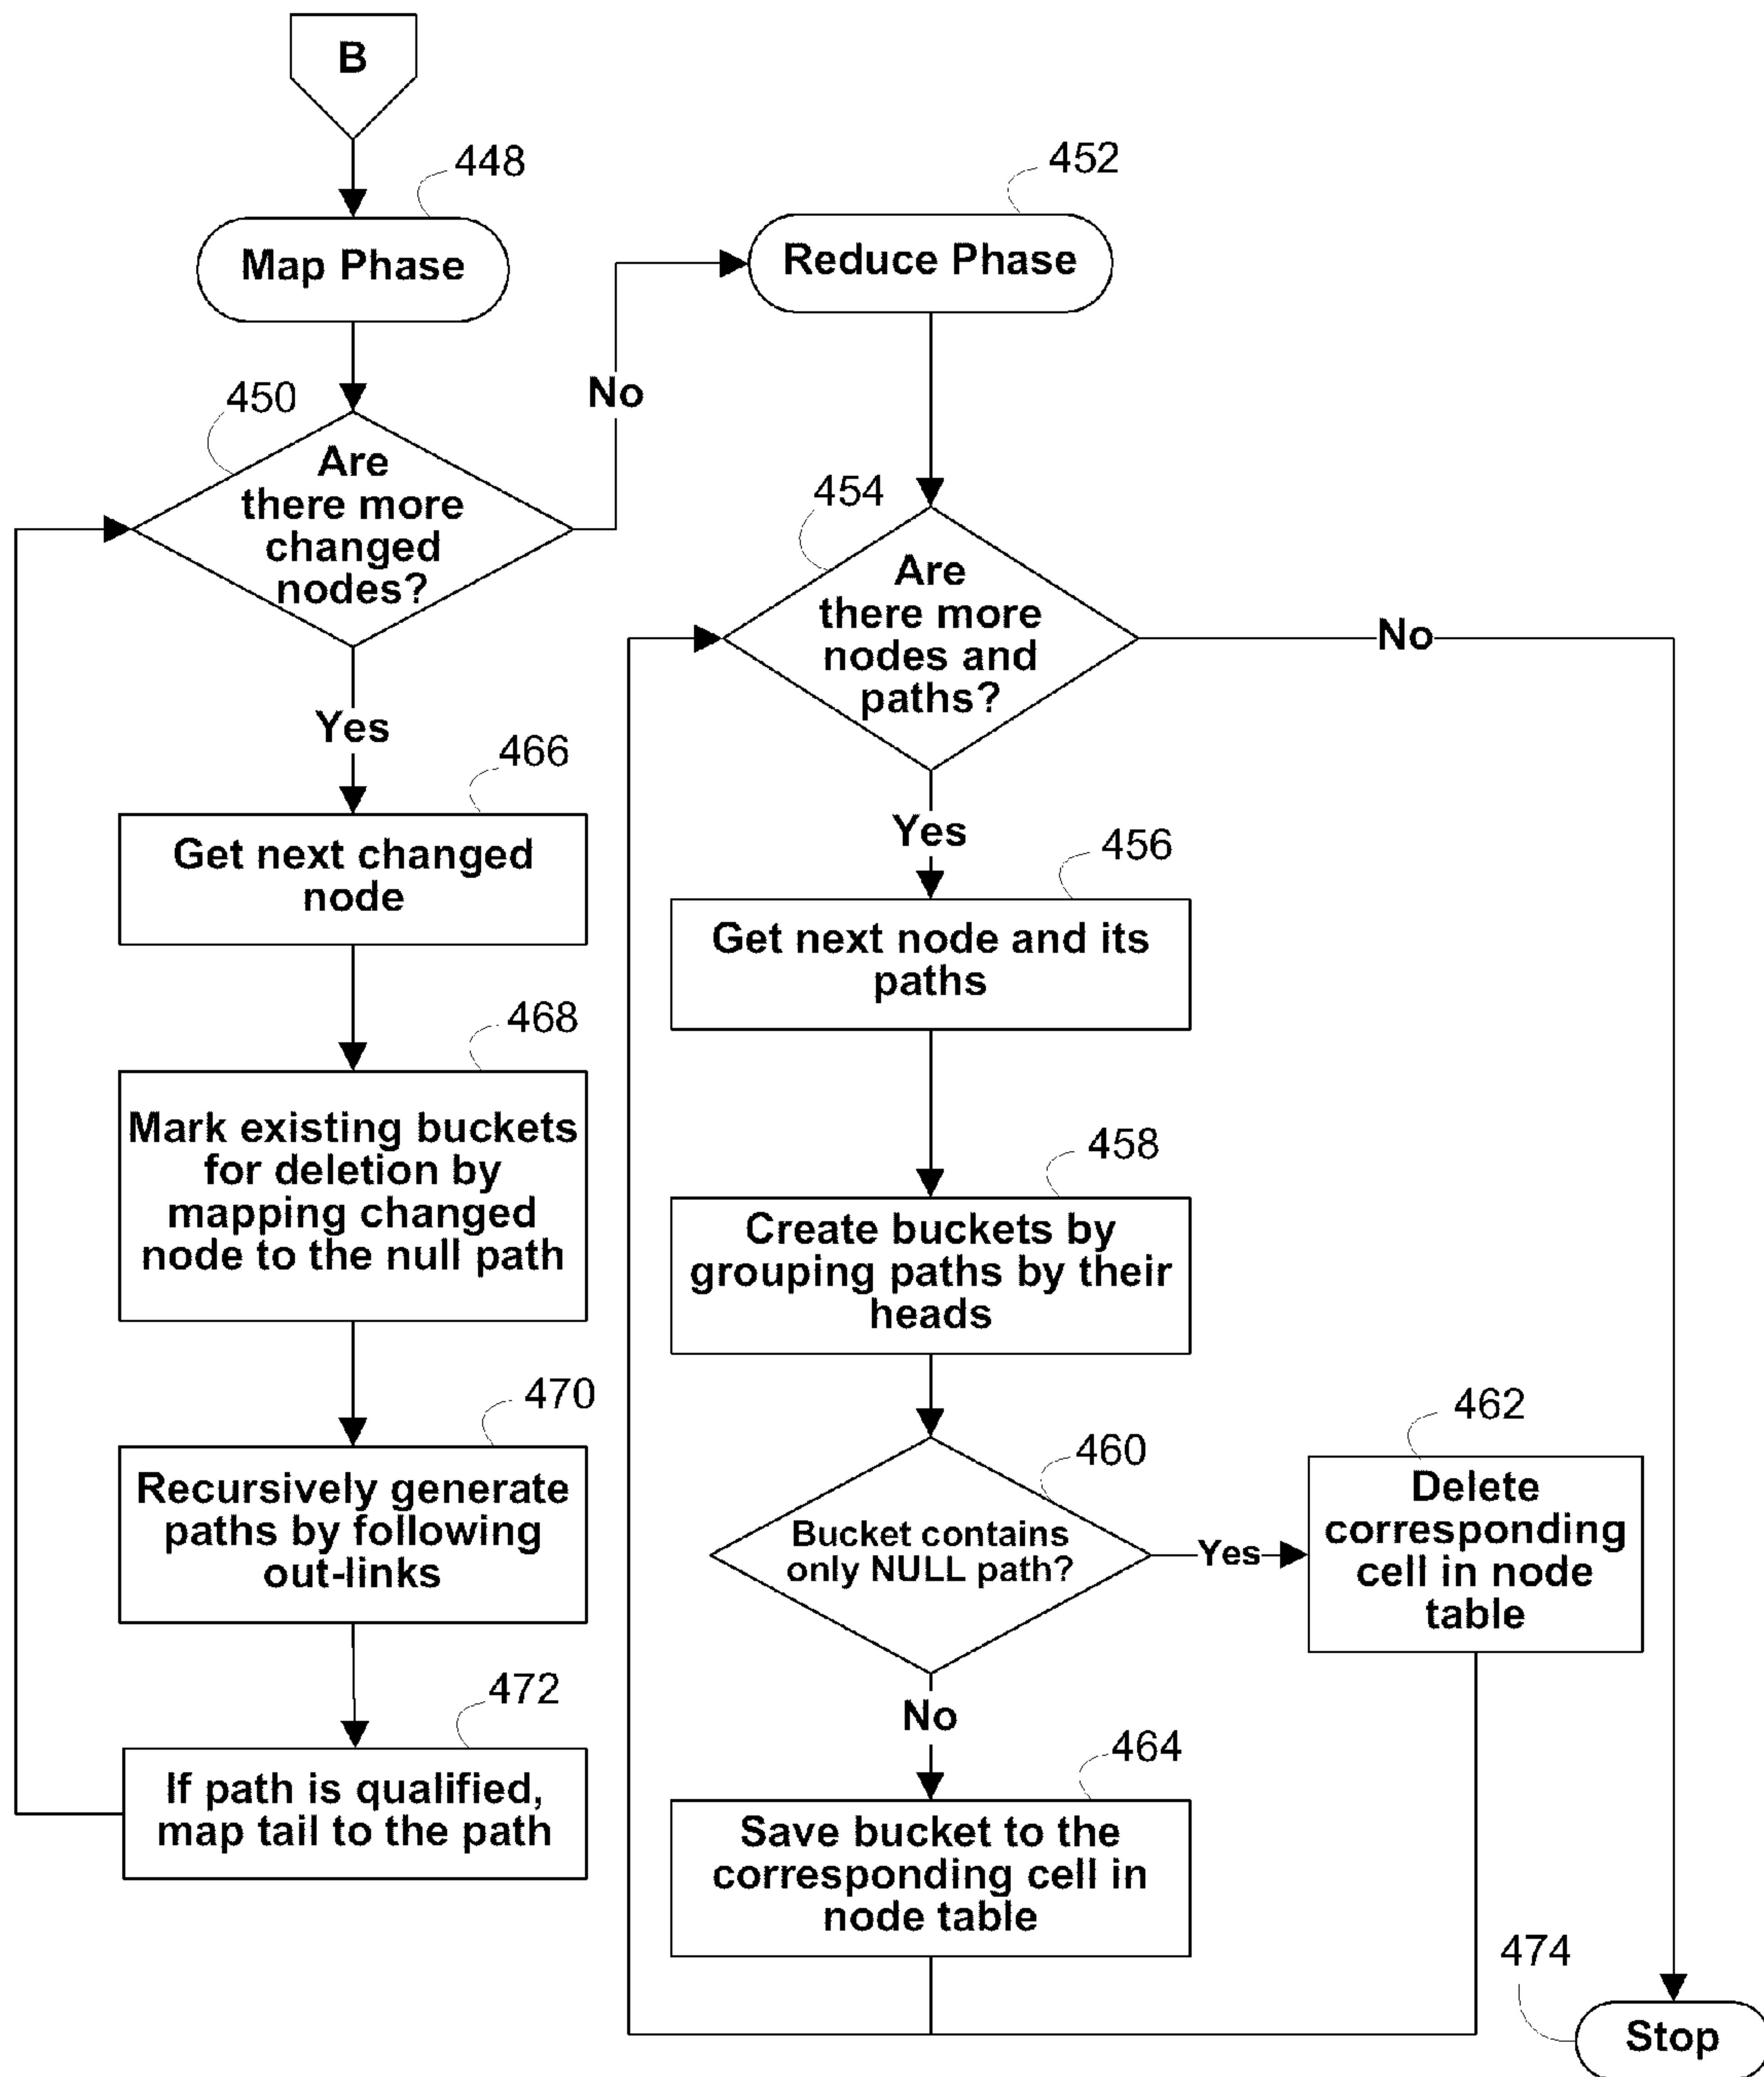 B
448
Map Phase
452
Reduce Phase
450
Are
there more
changed
nodes?
No
454
Are
there more
nodes and
paths?
No
Yes
466
Get next changed
node
Yes
456
Get next node and its
paths
468
Mark existing buckets
for deletion by
mapping changed
node to the null path
458
Create buckets by
grouping paths by their
heads
470
Recursively generate
paths by following
out-links
460
Bucket contains
only NULL path?
Yes
462
Delete
corresponding
cell in node
table
472
If path is qualified,
map tail to the path
No
464
Save bucket to the
corresponding cell in
node table
474
Stop